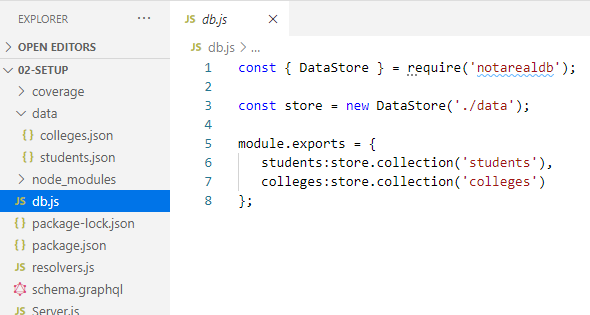 EXPLORER ...
OPEN EDITORS
02-SETUP
coverage
data
{} colleges.json
{} students.json
node_modules
JS db.js
{} package-lock.json
{} package.json
JS resolvers.js
schema.graphql
JS Server.js
JS db.js ×
JS db.js > ...
1 const { DataStore } = require('notarealdb');
2
3 const store = new DataStore('./data');
4
5 module.exports = {
6 students:store.collection('students'),
7 colleges:store.collection('colleges')
8 };